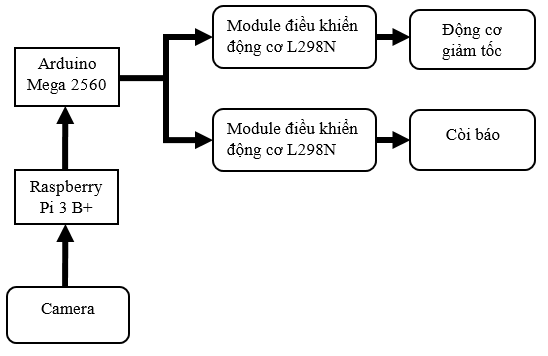 Arduino
Mega 2560
Module điều khiển
động cơ L298N
Động cơ
giảm tốc
Module điều khiển
động cơ L298N
Còi báo
Raspberry
Pi 3 B+
Camera